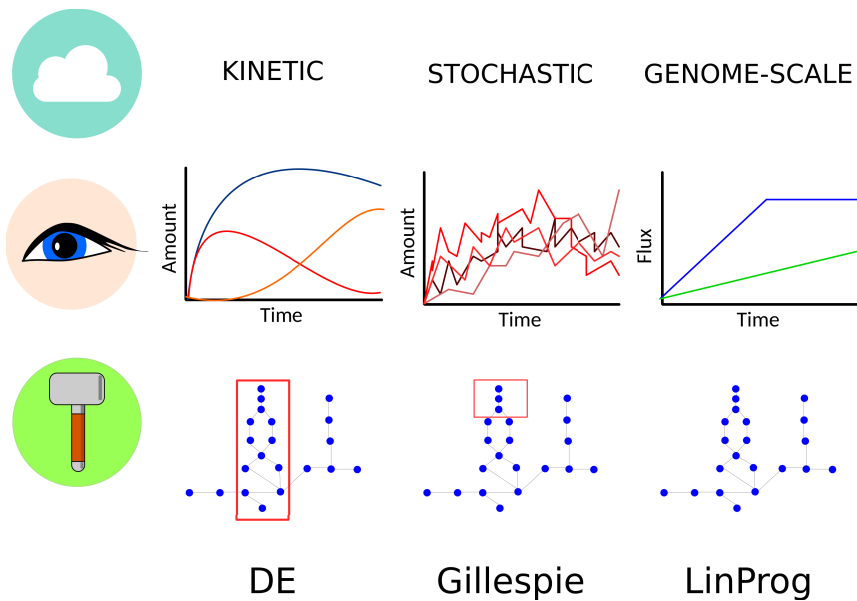 KINETIC
STOCHASTIC
GENOME-SCALE
Amount
Time
Amount
Time
Flux
Time
DE
Gillespie
LinProg